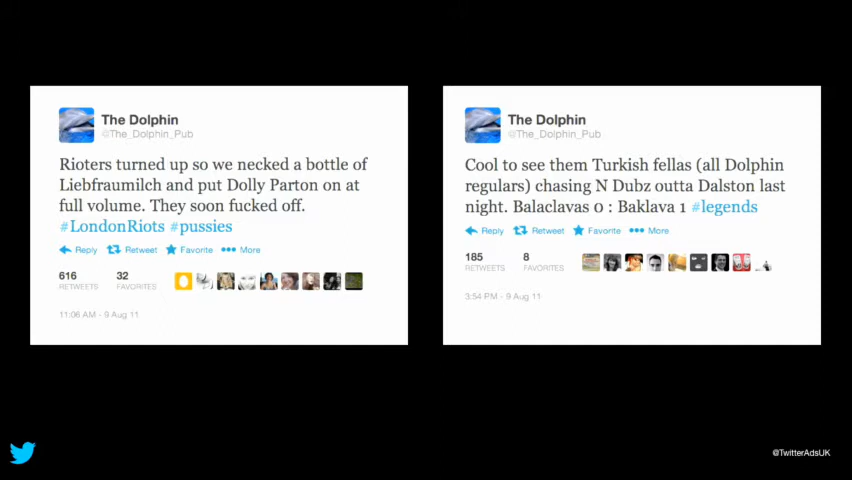 The Dolphin
@The_Dolphin_Pub
Rioters turned up so we necked a bottle of
Liebfraumilch and put Dolly Parton on at
full volume. They soon fucked off.
#LondonRiots #pussies
Reply Retweet Favorite More
616 32
RETWEETS FAVORITES
11:06 AM - 9 Aug 11
The Dolphin
@The_Dolphin_Pub
Cool to see them Turkish fellas (all Dolphin
regulars) chasing N Dubz outta Dalston last
night. Balaclavas 0 : Baklava 1 #legends
Reply Retweet Favorite More
185 8
RETWEETS FAVORITES
3:54 PM - 9 Aug 11
@TwitterAdsUK